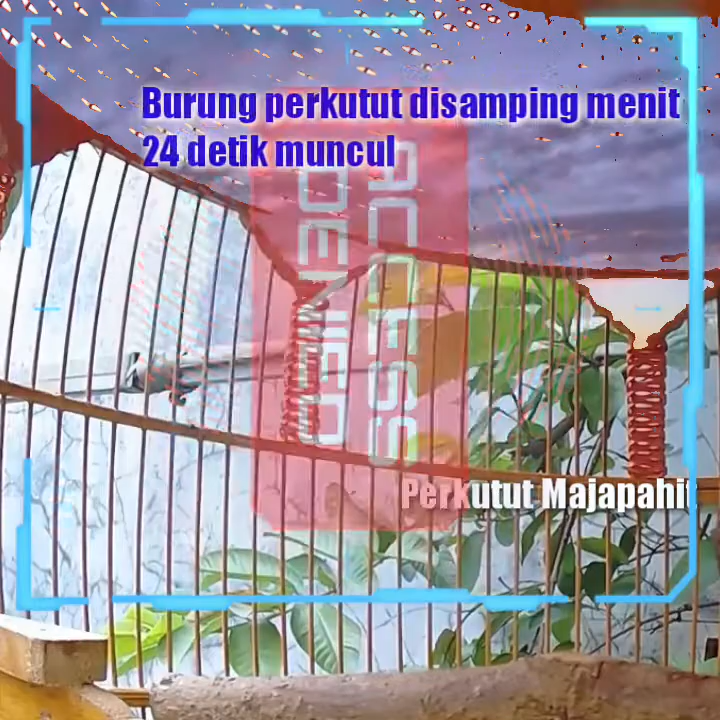 Burung perkutut disamping menit
24 detik muncul
ACCESS
DENIED
Perkutut Majapahit